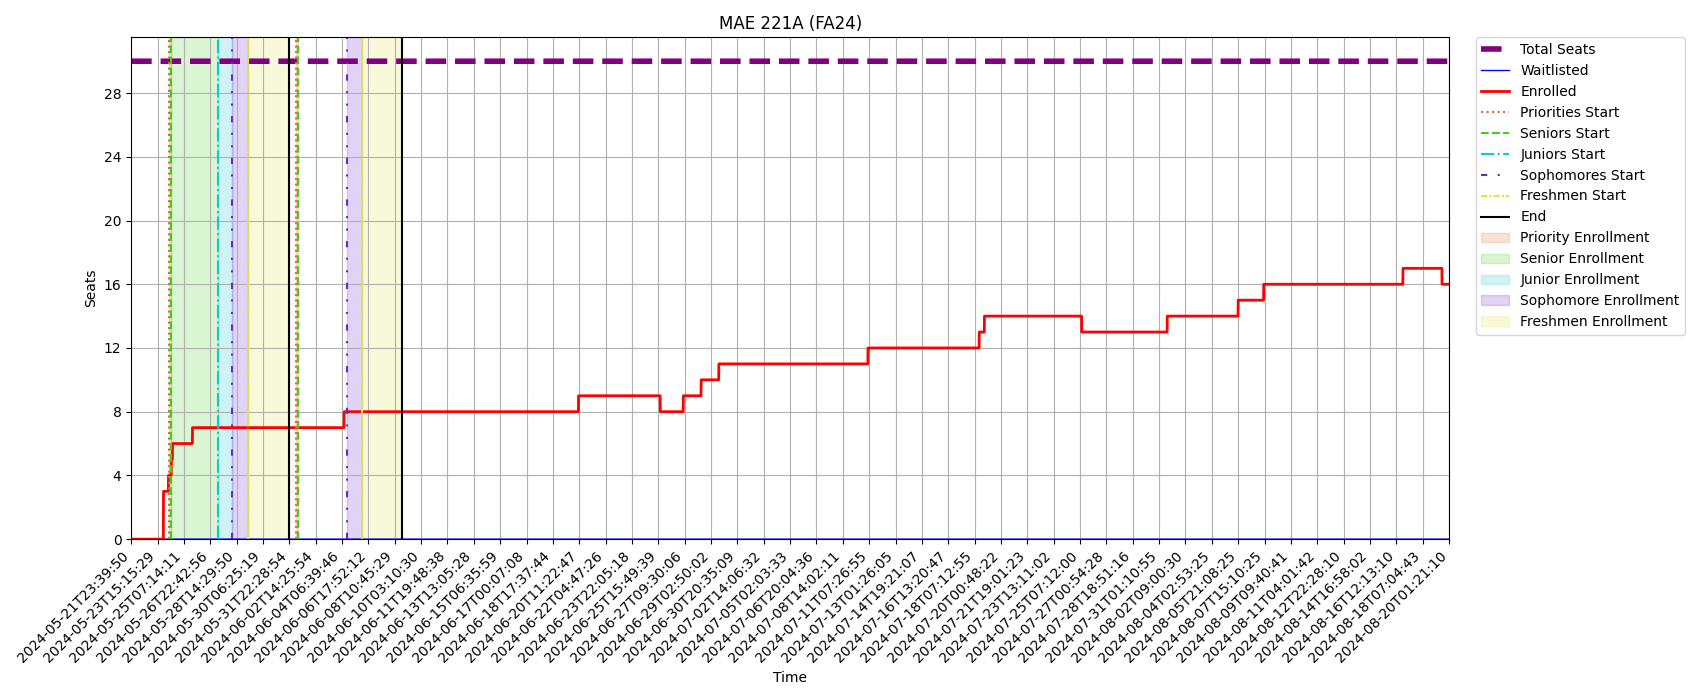 MAE 221A (FA24)
Seats
28
24
20
16
12
8
4
0
2024-05-21T23:39:50
2024-05-23T15:15:29
2024-05-25T07:14:11
2024-05-26T22:42:56
2024-05-28T14:29:50
2024-05-30T06:25:19
2024-05-31T22:28:54
2024-06-02T14:25:54
2024-06-04T06:39:46
2024-06-06T17:52:12
2024-06-08T10:45:29
2024-06-10T03:10:30
2024-06-11T19:48:38
2024-06-13T13:05:28
2024-06-15T06:35:59
2024-06-17T00:07:08
2024-06-18T17:37:44
2024-06-20T11:22:47
2024-06-22T04:47:26
2024-06-23T22:05:18
2024-06-25T15:49:39
2024-06-27T09:30:06
2024-06-29T02:50:02
2024-06-30T20:35:09
2024-07-02T14:06:32
2024-07-05T02:03:33
2024-07-06T20:04:36
2024-07-08T14:02:11
2024-07-11T07:26:55
2024-07-13T01:26:05
2024-07-14T19:21:07
2024-07-16T13:20:47
2024-07-18T07:12:55
2024-07-20T00:48:22
2024-07-21T19:01:23
2024-07-23T13:11:02
2024-07-25T07:12:00
2024-07-27T00:54:28
2024-07-28T18:51:16
2024-07-31T01:10:55
2024-08-02T09:00:30
2024-08-04T02:53:25
2024-08-05T21:08:25
2024-08-07T15:10:25
2024-08-09T09:40:41
2024-08-11T04:01:42
2024-08-12T22:28:10
2024-08-14T16:58:02
2024-08-16T12:13:10
2024-08-18T07:04:43
2024-08-20T01:21:10
Time
Total Seats
Waitlisted
Enrolled
Priorities Start
Seniors Start
Juniors Start
Sophomores Start
Freshmen Start
End
Priority Enrollment
Senior Enrollment
Junior Enrollment
Sophomore Enrollment
Freshmen Enrollment